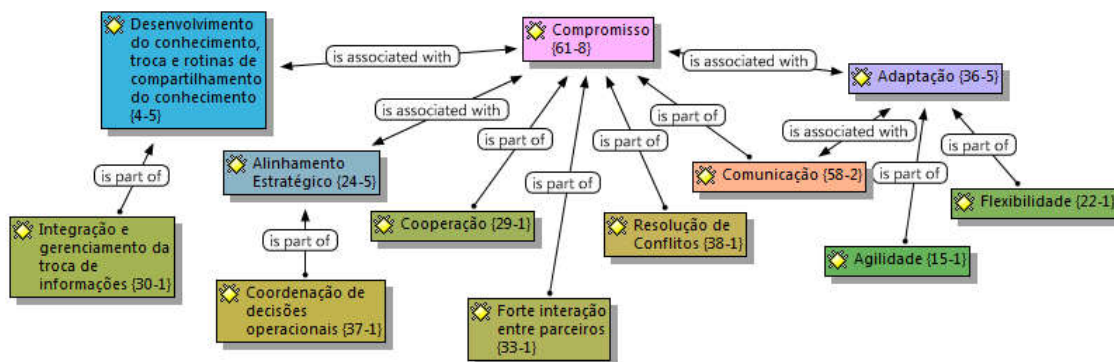 Desenvolvimento
do conhecimento,
troca e rotinas de
compartilhamento
do conhecimento
{4-5}
is associated with
Compromisso
{61-8}
is associated with
Adaptação {36-5}
is associated with
is part of
is associated with
is part of
is part of
is part of
is part of
is part of
is part of
Alinhamento
Estratégico {24-5}
Comunicação {58-2}
Flexibilidade {22-1}
Integração e
gerenciamento da
troca de
informações {30-1}
is part of
Cooperação {29-1}
Resolução de
Conflitos {38-1}
Agilidade {15-1}
Coordenação de
decisões
operacionais {37-1}
Forte interação
entre parceiros
{33-1}